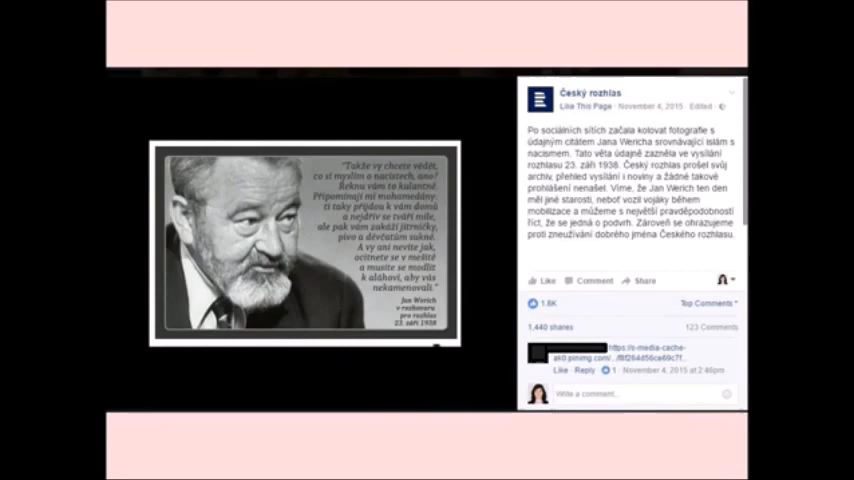 "Takže vy chcete vědět,
co si myslím o nacistech, ano?
Řeknu vám to kulantně.
Připomínají mi mohamedány:
ti taky přijdou k vám domů
a nejdřív se tváří mile,
ale pak vám zakáží jitrničky,
pivo a děvčatům sukně.
A vy ani nevíte jak,
ocitnete se v mešitě
a musíte se modlit
k aláhovi, aby vás
nekamenovali."
Jan Werich
v rozhovoru
pro rozhlas
23. září 1938
Český rozhlas
Like This Page · November 4, 2015 · Edited ·
Po sociálních sítích začala kolovat fotografie s
údajným citátem Jana Wericha srovnávající islám s
nacismem. Tato věta údajně zazněla ve vysílání
rozhlasu 23. září 1938. Český rozhlas prošel svůj
archiv, přehled vysílání i noviny a žádné takové
prohlášení nenašel. Víme, že Jan Werich ten den
měl jiné starosti, neboť vozil vojáky během
mobilizace a můžeme s největší pravděpodobností
říct, že se jedná o podvrh. Zároveň se ohrazujeme
proti zneužívání dobrého jména Českého rozhlasu.
Like Comment Share
1.8K Top Comments
1,440 shares 123 Comments
https://s-media-cache-
ak0.pinimg.com/
Like · Reply · 1 · November 4, 2015 at 2:46pm
Write a comment...